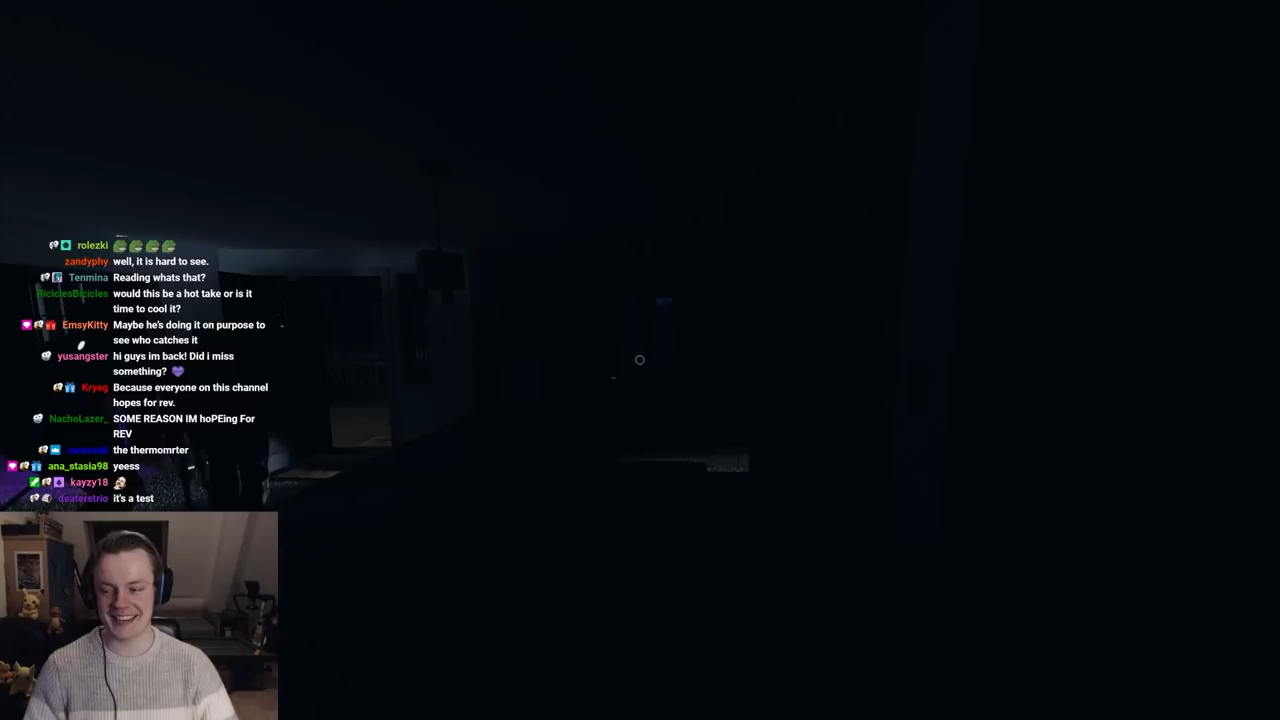 rolezki
zandyphy well, it is hard to see.
Tenmina Reading whats that?
RiciclesBicicles would this be a hot take or is it
time to cool it?
EmsyKitty Maybe he's doing it on purpose to
see who catches it
yusangster hi guys im back! Did i miss
something? 💜
Kryeg Because everyone on this channel
hopes for rev.
NachoLazer_ SOME REASON IM hoPEing For
REV
the thermomrter
ana_stasia98 yeess
kayzy18
deaterstrio it's a test